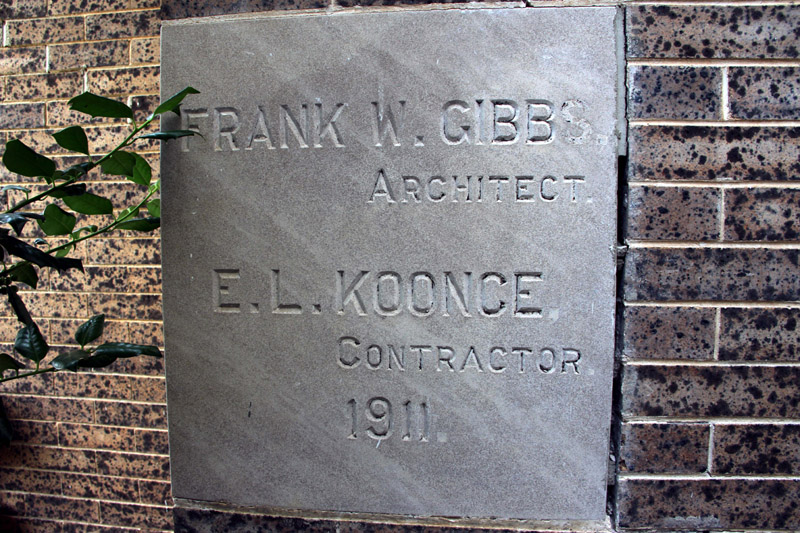 FRANK W. GIBBS.
ARCHITECT.
E. L. KOONCE.
CONTRACTOR.
1911.